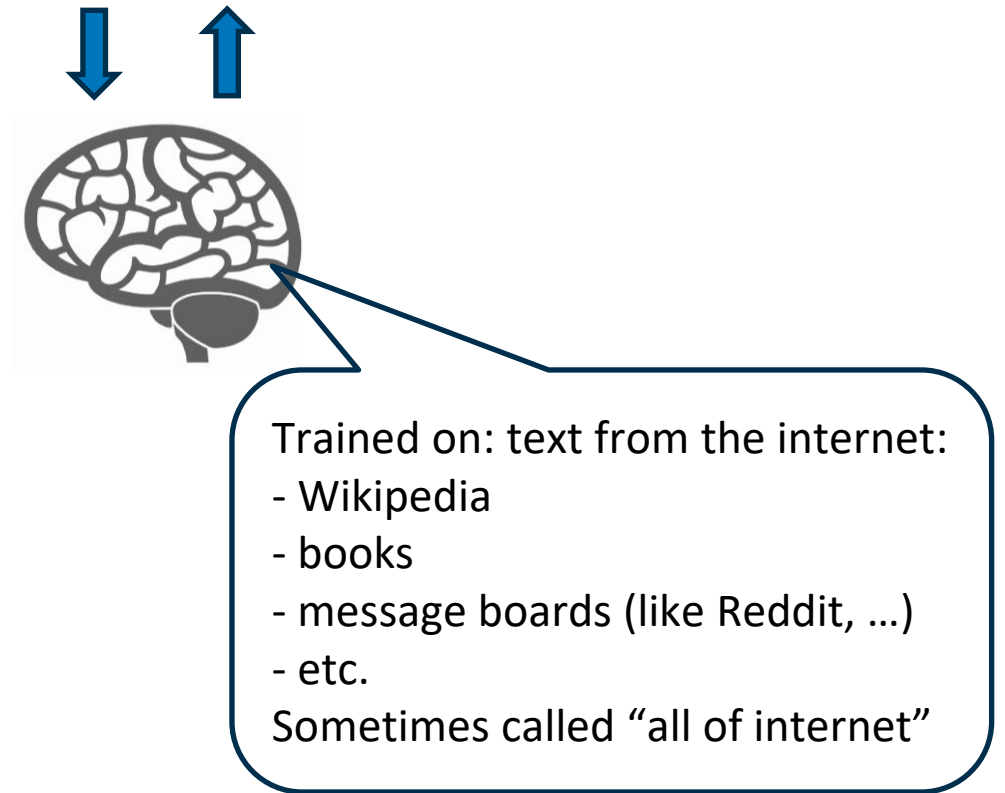 Trained on: text from the internet:
- Wikipedia
- books
- message boards (like Reddit, …)
- etc.
Sometimes called “all of internet”